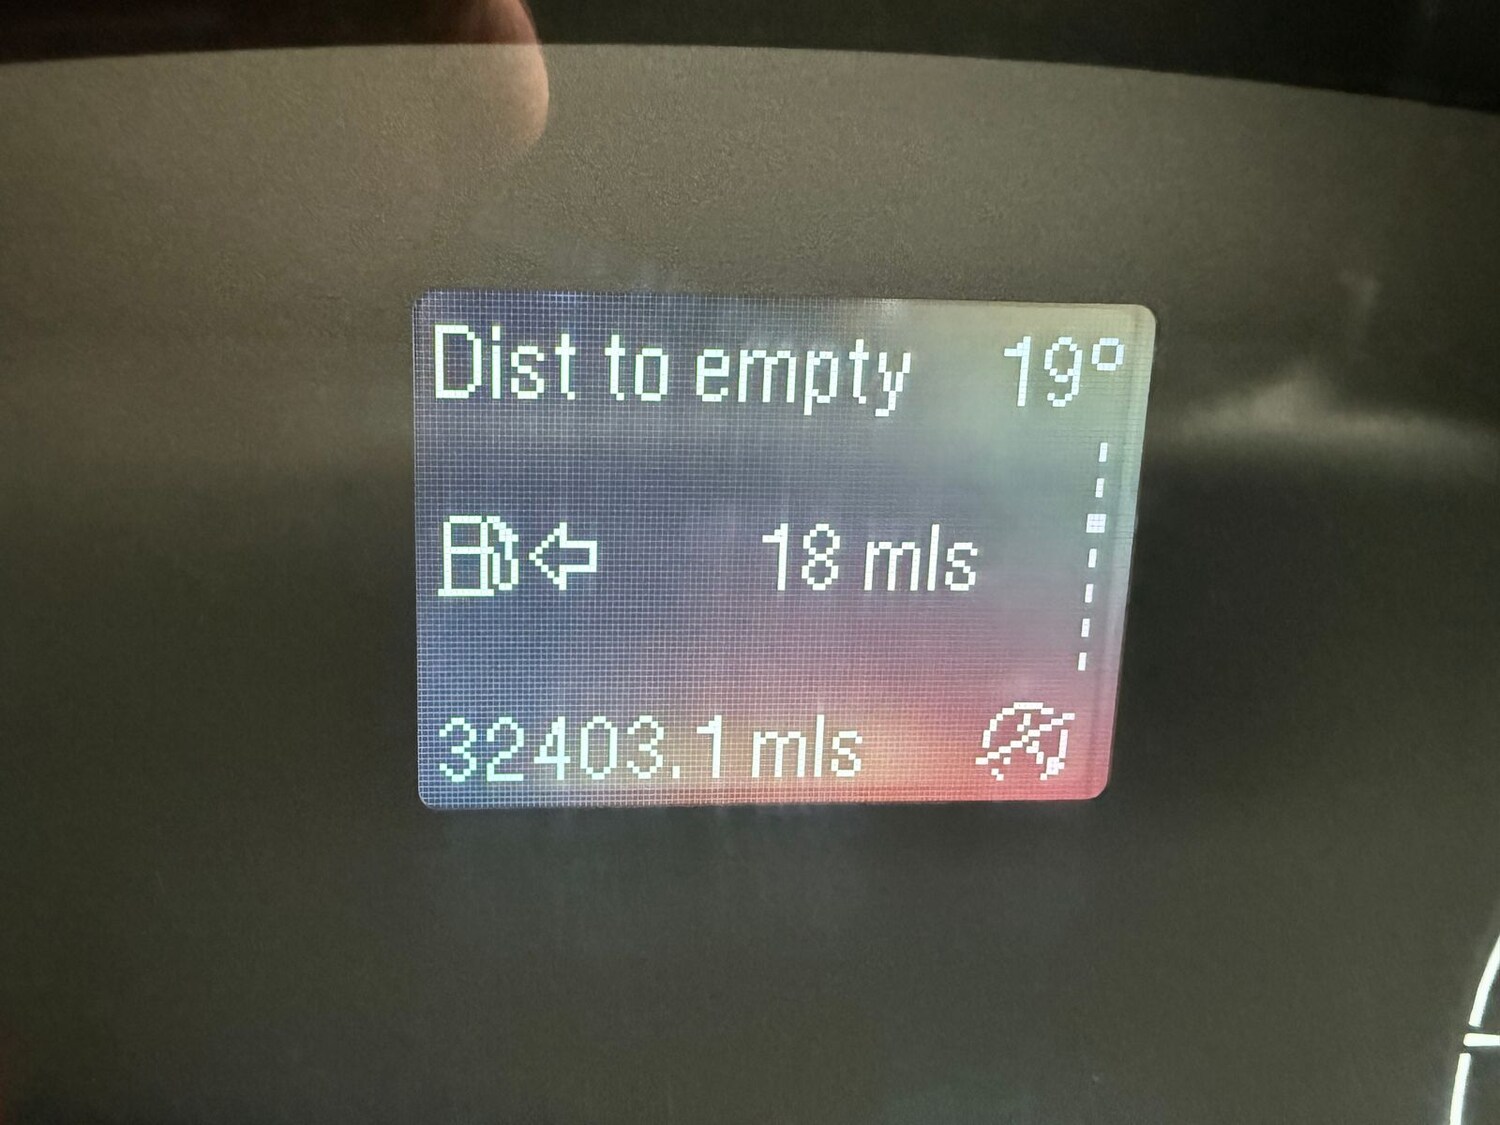 Dist to empty 19°
18 mls
32403.1 mls